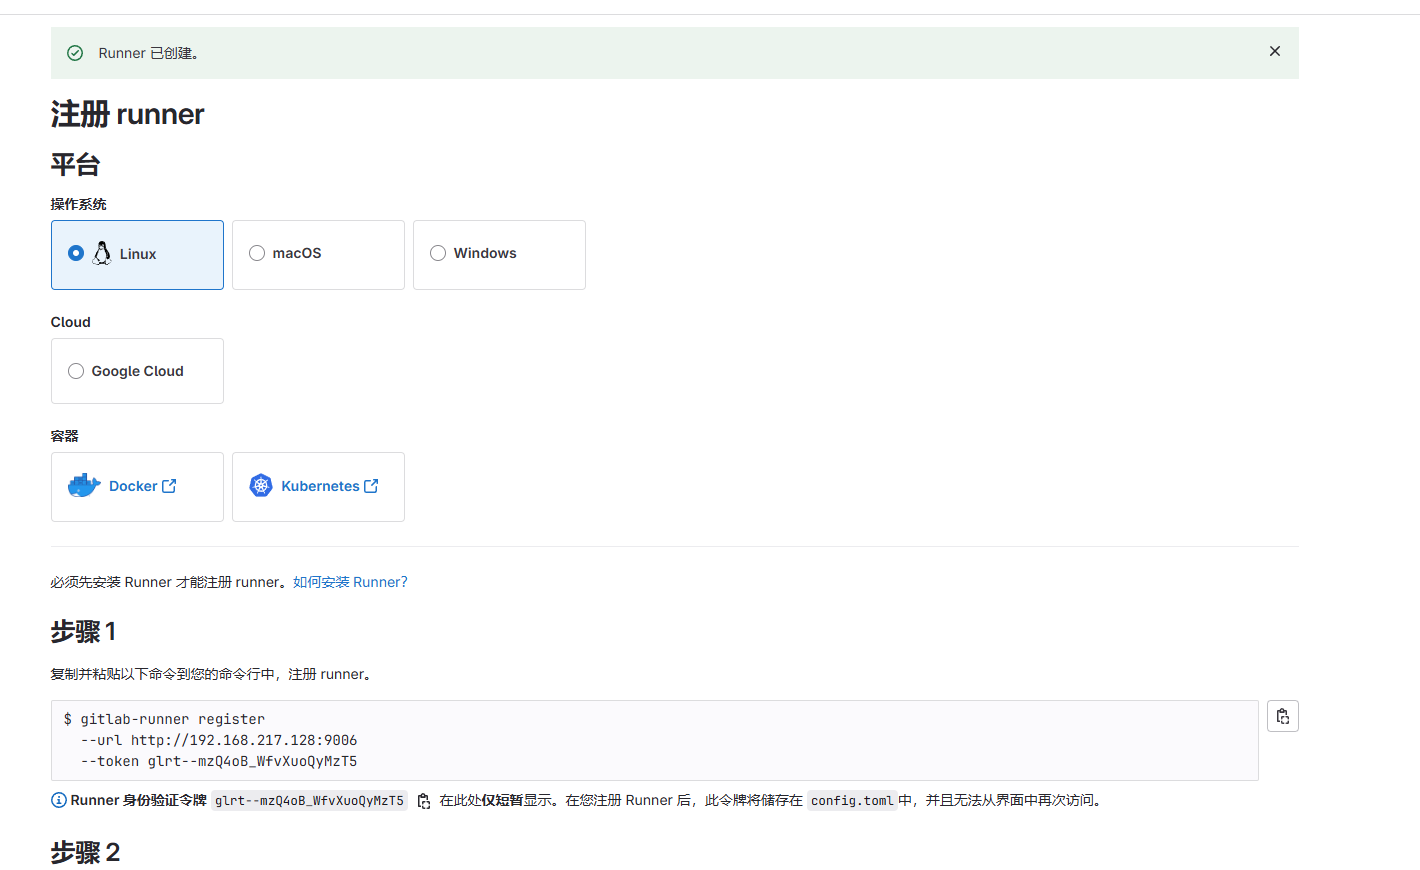 Runner 已创建。
注册 runner
平台
操作系统
Linux
macOS
Windows
Cloud
Google Cloud
容器
Docker
Kubernetes
必须先安装 Runner 才能注册 runner。如何安装 Runner?
步骤 1
复制并粘贴以下命令到您的命令行中，注册 runner。
$ gitlab-runner register
--url http://192.168.217.128:9006
--token glrt--mzQ4oB_WfvXuoQyMzT5
Runner 身份验证令牌 glrt--mzQ4oB_WfvXuoQyMzT5 在此处仅短暂显示。在您注册 Runner 后，此令牌将储存在 config.toml 中，并且无法从界面中再次访问。
步骤 2